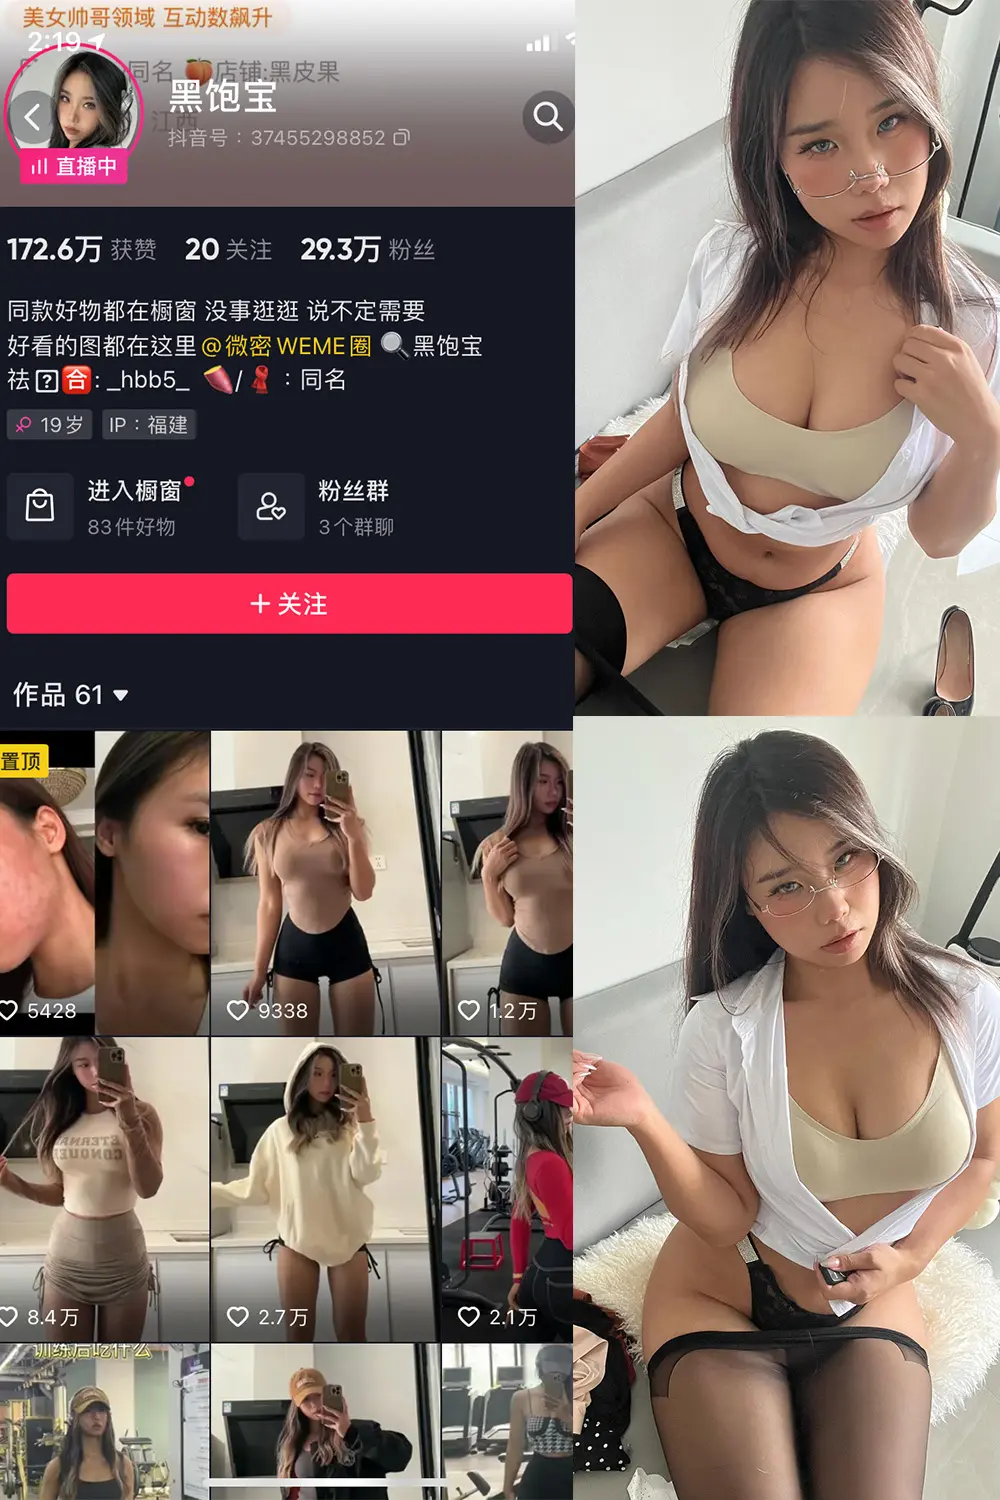 美女帅哥领域 互动数飙升
2:19
同名 🍑店铺:黑皮果
黑饱宝
江西
抖音号：37455298852
直播中
172.6万 获赞 20 关注 29.3万 粉丝
同款好物都在橱窗 没事逛逛 说不定需要
好看的图都在这里@微密 WEME圈 🔍黑饱宝
祛?合: _hbb5_ 🍠/🧣：同名
19岁 IP：福建
进入橱窗 粉丝群
83件好物 3个群聊
+ 关注
作品 61
置顶
5428 9338 1.2万
8.4万 2.7万 2.1万
训练后吃什么